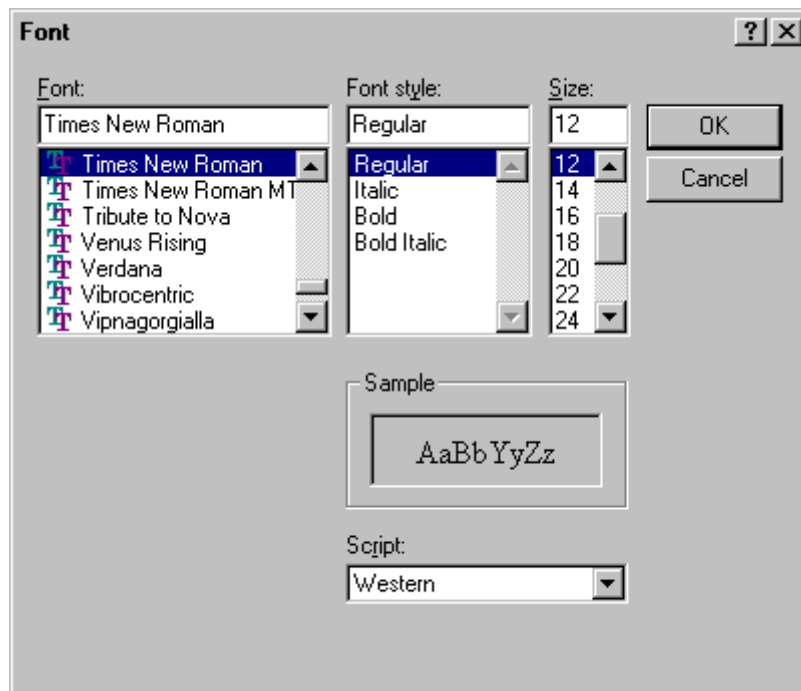 Font
Font:
Times New Roman
Times New Roman
Times New Roman MT
Tribute to Nova
Venus Rising
Verdana
Vibrocentric
Vipnagorgialla
Font style:
Regular
Regular
Italic
Bold
Bold Italic
Size:
12
12
14
16
18
20
22
24
OK
Cancel
Sample
AaBbYyZz
Script:
Western